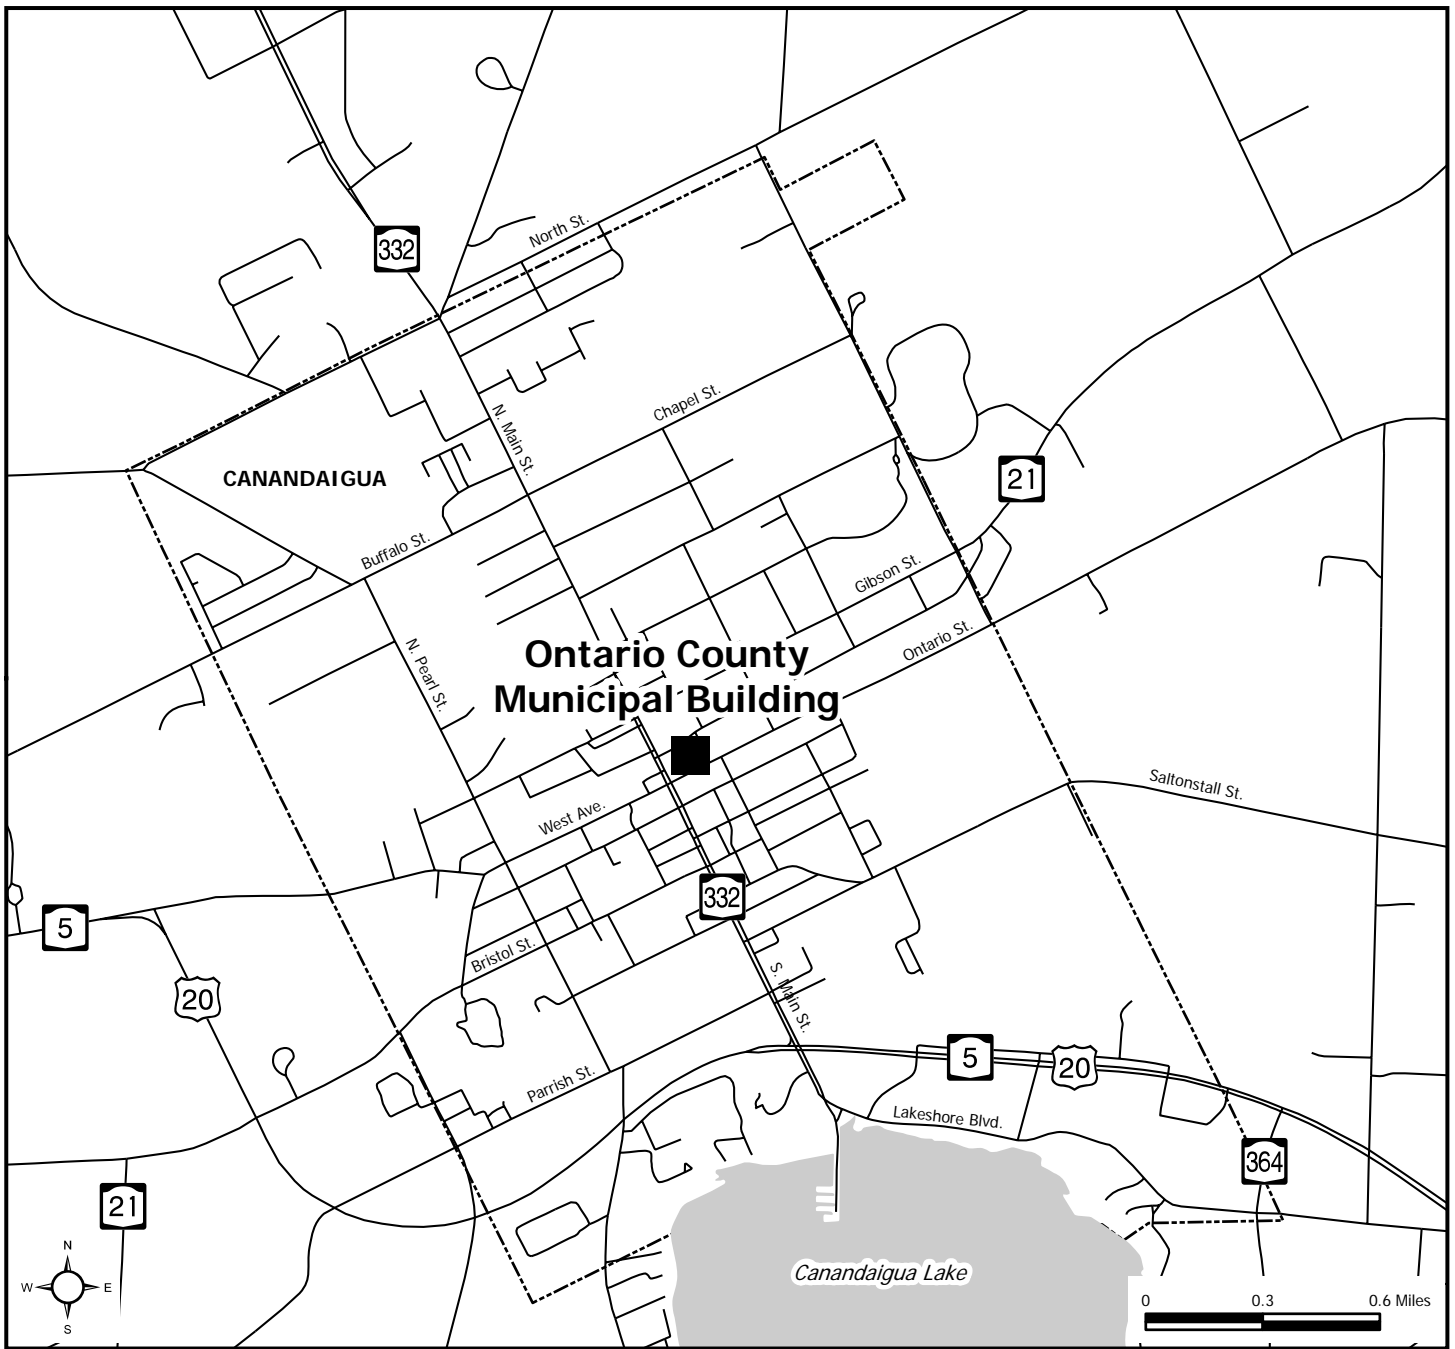 North St.
332
Chapel St.
N. Main St.
CANANDAIGUA
21
Buffalo St.
Gibson St.
Ontario St.
N. Pearl St.
Ontario County
Municipal Building
Saltonstall St.
West Ave.
332
5
Bristol St.
20
S. Main St.
5
20
Parrish St.
Lakeshore Blvd.
364
21
N
W
E
S
Canandaigua Lake
0 0.3 0.6 Miles